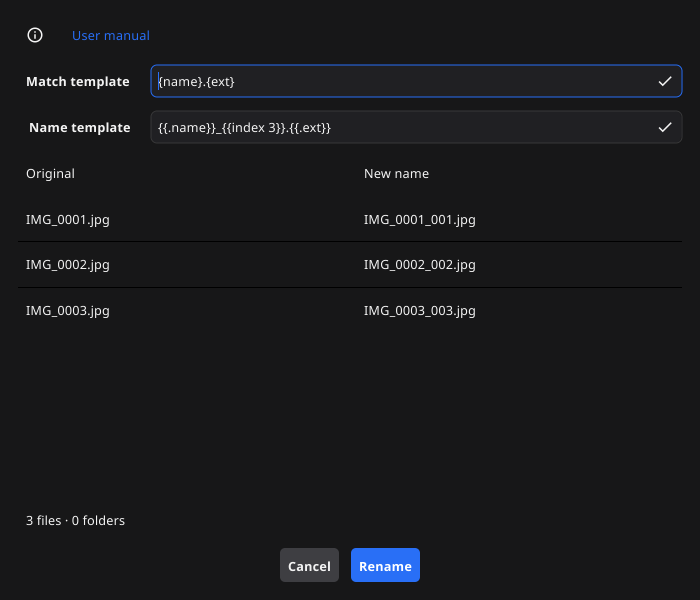 User manual
Match template {name}.{ext}
Name template {{.name}}_{{index 3}}.{{.ext}}
Original New name
IMG_0001.jpg IMG_0001_001.jpg
IMG_0002.jpg IMG_0002_002.jpg
IMG_0003.jpg IMG_0003_003.jpg
3 files · 0 folders
Cancel Rename